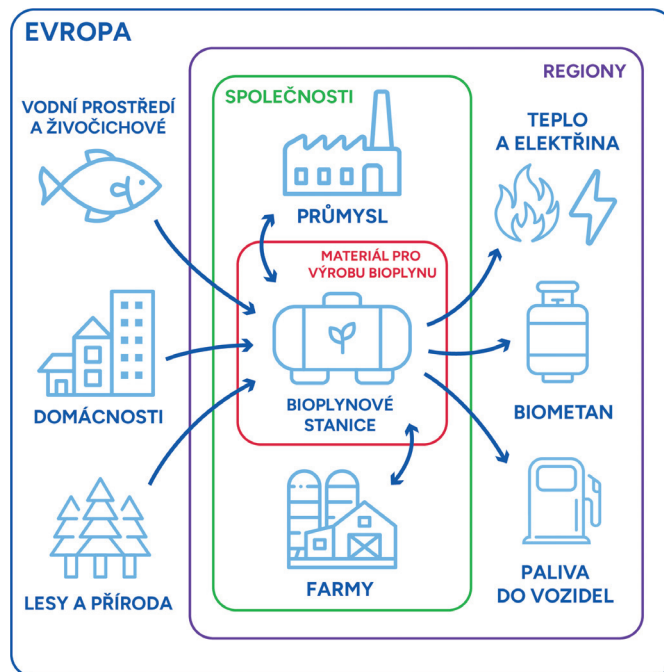 EVROPA
REGIONY
SPOLEČNOSTI
VODNÍ PROSTŘEDÍ
A ŽIVOČICHOVÉ
TEPLO
A ELEKTŘINA
PRŮMYSL
MATERIÁL PRO
VÝROBU BIOPLYNU
DOMÁCNOSTI
BIOPLYNOVÉ
STANICE
BIOMETAN
LESY A PŘÍRODA
FARMY
PALIVA
DO VOZIDEL